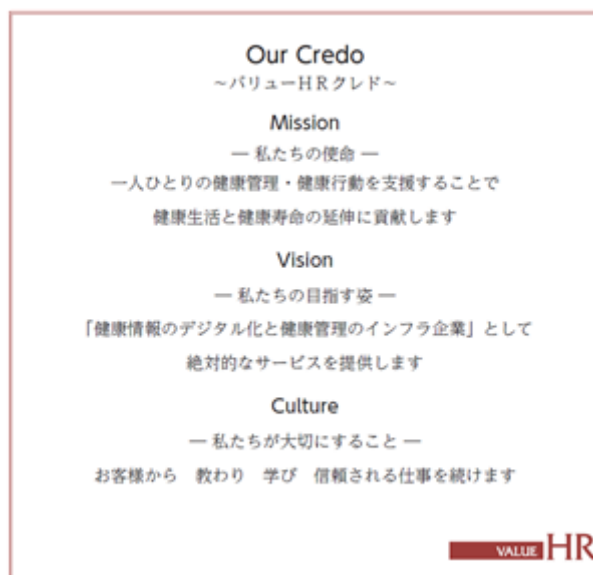 Our Credo
～バリューHRクレド～
Mission
― 私たちの使命 ―
一人ひとりの健康管理・健康行動を支援することで
健康生活と健康寿命の延伸に貢献します
Vision
― 私たちの目指す姿 ―
「健康情報のデジタル化と健康管理のインフラ企業」として
絶対的なサービスを提供します
Culture
― 私たちが大切にすること ―
お客様から　教わり　学び　信頼される仕事を続けます
VALUE HR